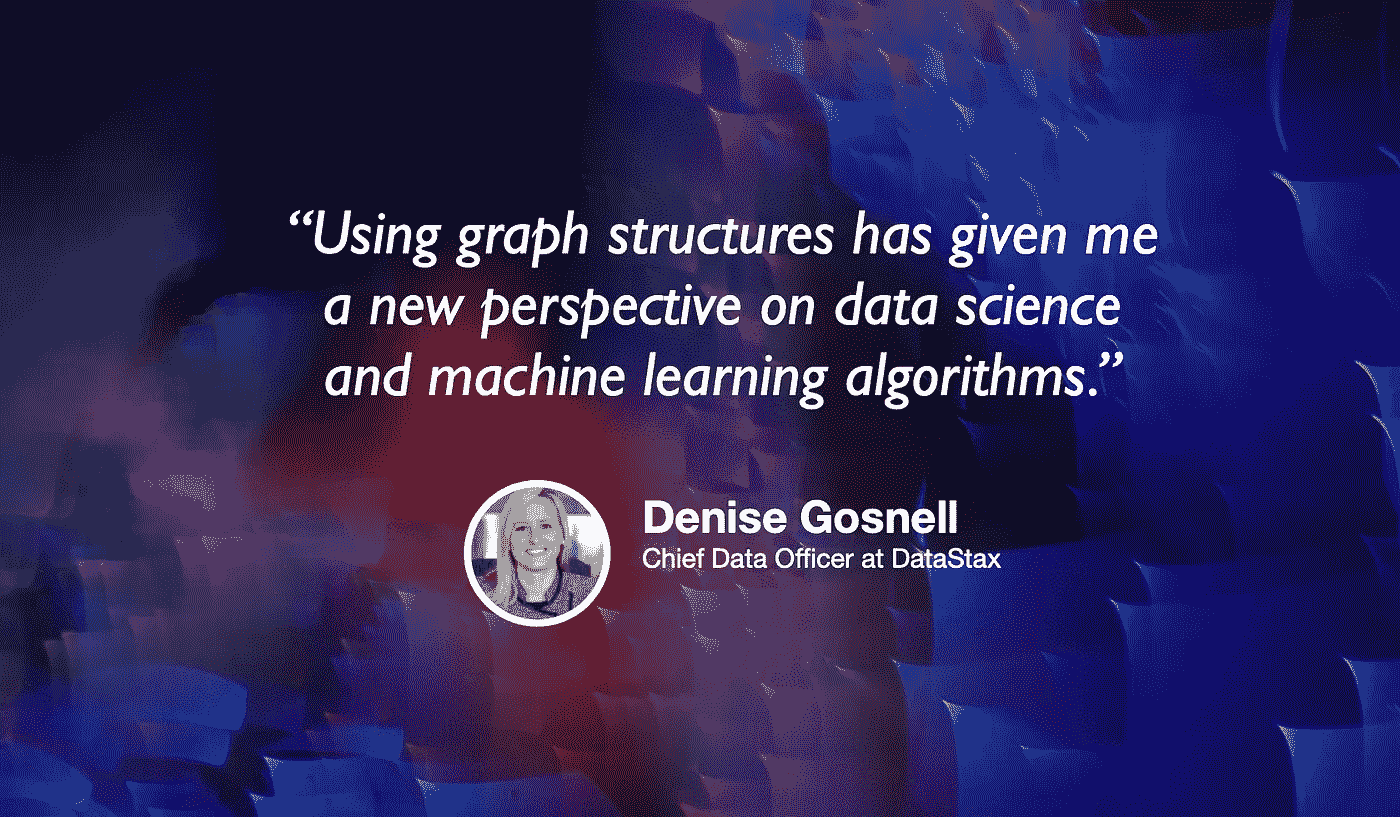 “Using graph structures has given me
a new perspective on data science
and machine learning algorithms.”
Denise Gosnell
Chief Data Officer at DataStax